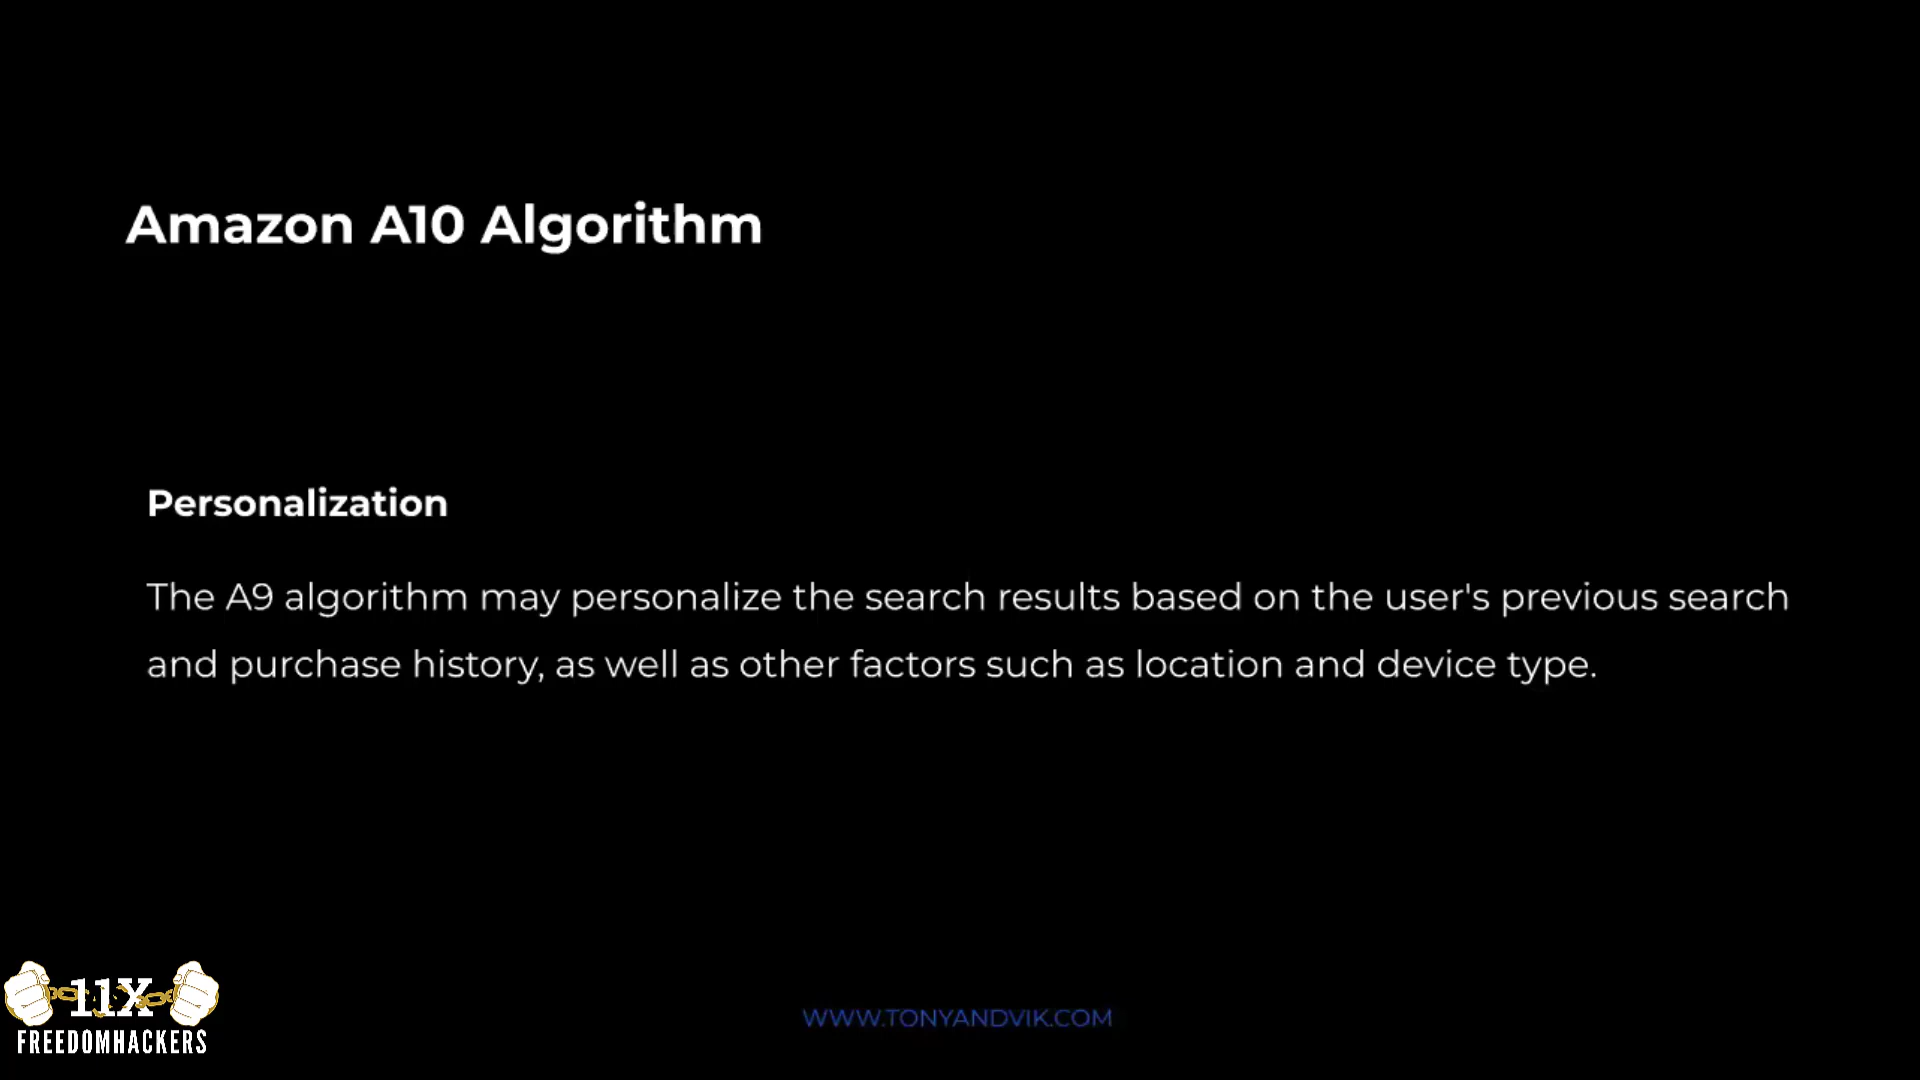 Amazon A10 Algorithm
Personalization
The A9 algorithm may personalize the search results based on the user's previous search
and purchase history, as well as other factors such as location and device type.
11X
FREEDOMHACKERS
WWW.TONYANDVIK.COM